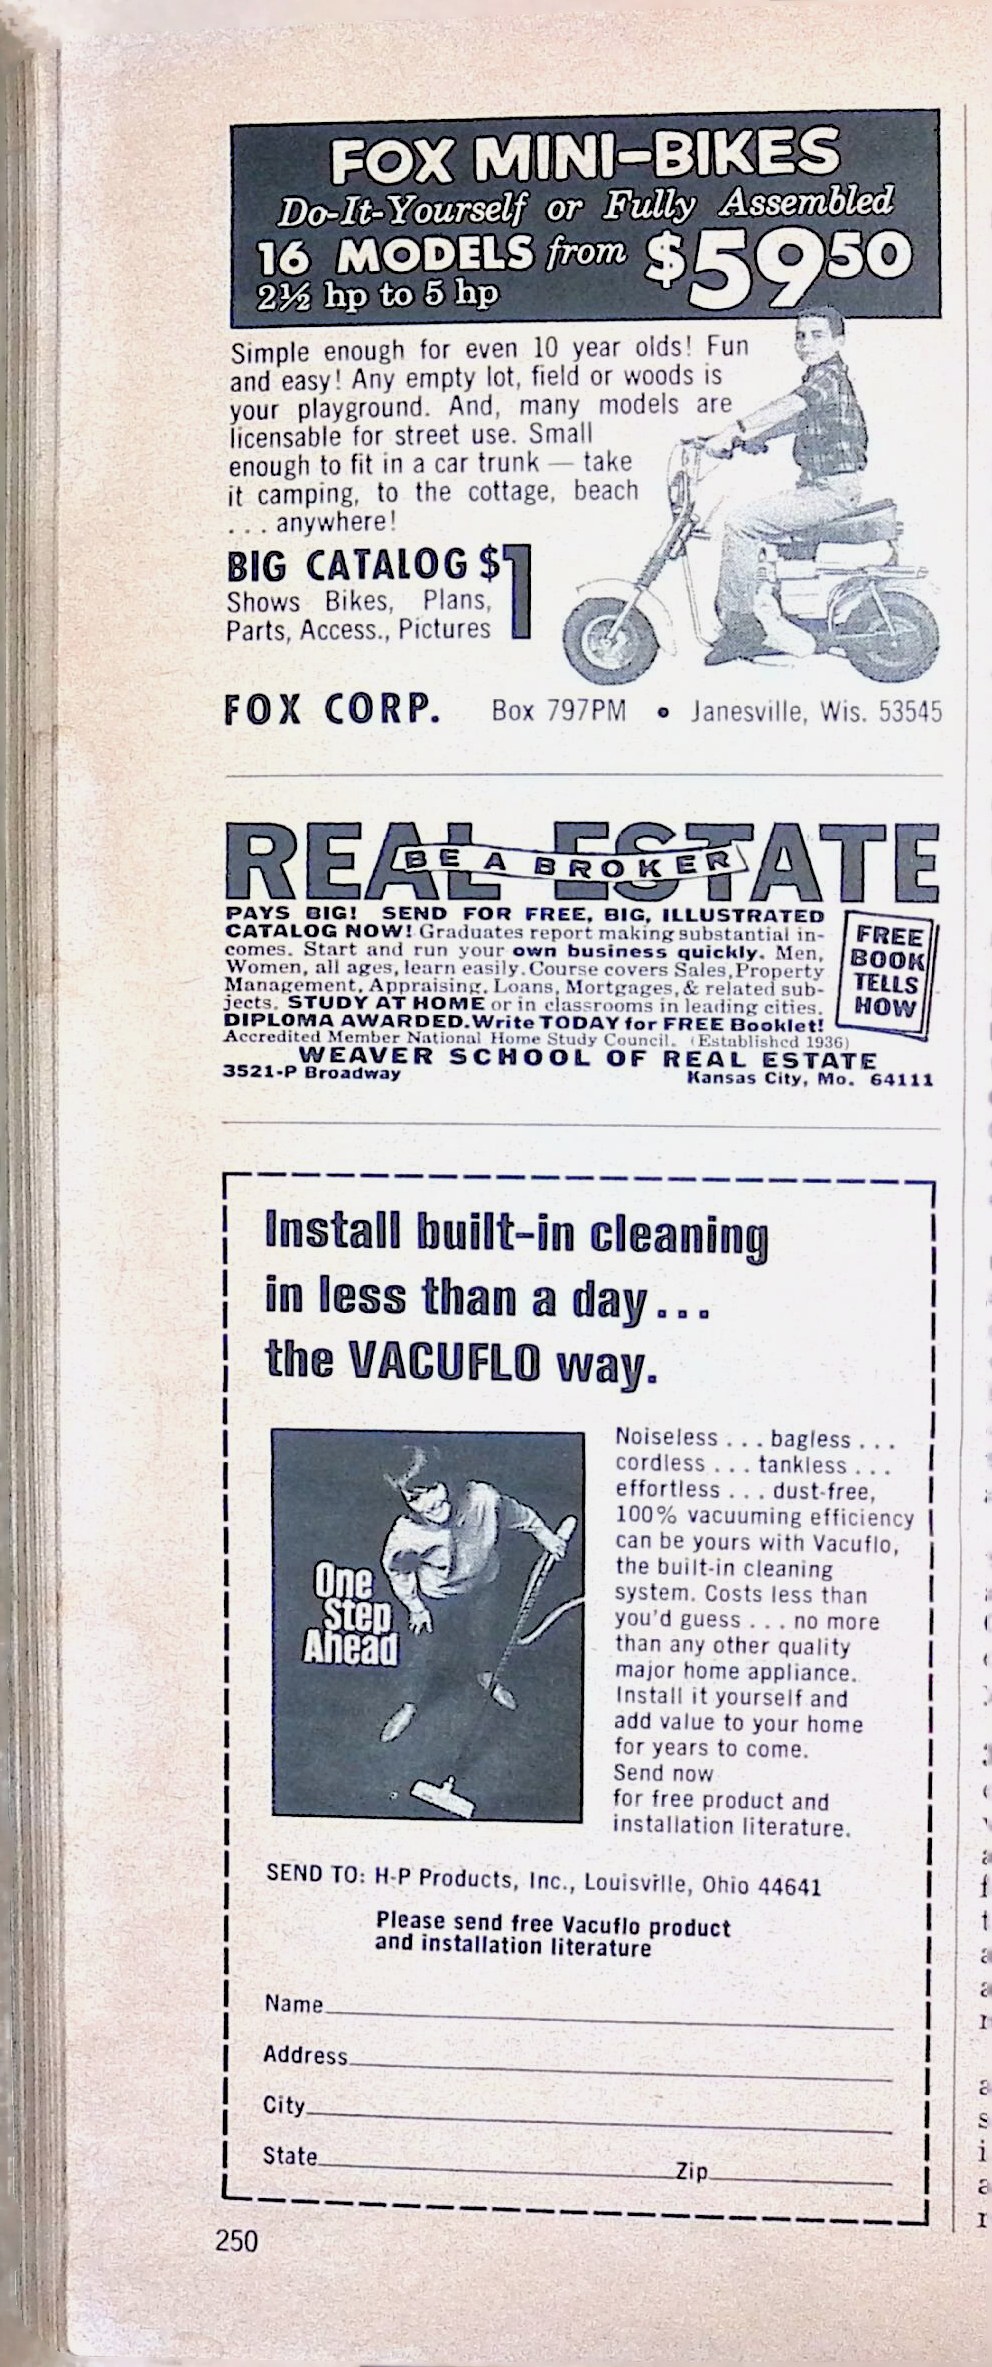 FOX MINI-BIKES
Do-It-Yourself or Fully Assembled
16 MODELS from $5950
2½ hp to 5 hp
Simple enough for even 10 year olds! Fun
and easy! Any empty lot, field or woods is
your playground. And, many models are
licensable for street use. Small
enough to fit in a car trunk — take
it camping, to the cottage, beach
. . . anywhere!
BIG CATALOG $1
Shows Bikes, Plans,
Parts, Access., Pictures
FOX CORP. Box 797PM • Janesville, Wis. 53545
REAL ESTATE
BE A BROKER
PAYS BIG! SEND FOR FREE, BIG, ILLUSTRATED
CATALOG NOW! Graduates report making substantial in-
comes. Start and run your own business quickly. Men,
Women, all ages, learn easily. Course covers Sales, Property
Management, Appraising, Loans, Mortgages, & related sub-
jects. STUDY AT HOME or in classrooms in leading cities.
DIPLOMA AWARDED. Write TODAY for FREE Booklet!
Accredited Member National Home Study Council. (Established 1936)
WEAVER SCHOOL OF REAL ESTATE
3521-P Broadway Kansas City, Mo. 64111
FREE
BOOK
TELLS
HOW
Install built-in cleaning
in less than a day...
the VACUFLO way.
One
Step
Ahead
Noiseless . . . bagless . . .
cordless . . . tankless . . .
effortless . . . dust-free,
100% vacuuming efficiency
can be yours with Vacuflo,
the built-in cleaning
system. Costs less than
you'd guess . . . no more
than any other quality
major home appliance.
Install it yourself and
add value to your home
for years to come.
Send now
for free product and
installation literature.
SEND TO: H-P Products, Inc., Louisville, Ohio 44641
Please send free Vacuflo product
and installation literature
Name
Address
City
State Zip
250